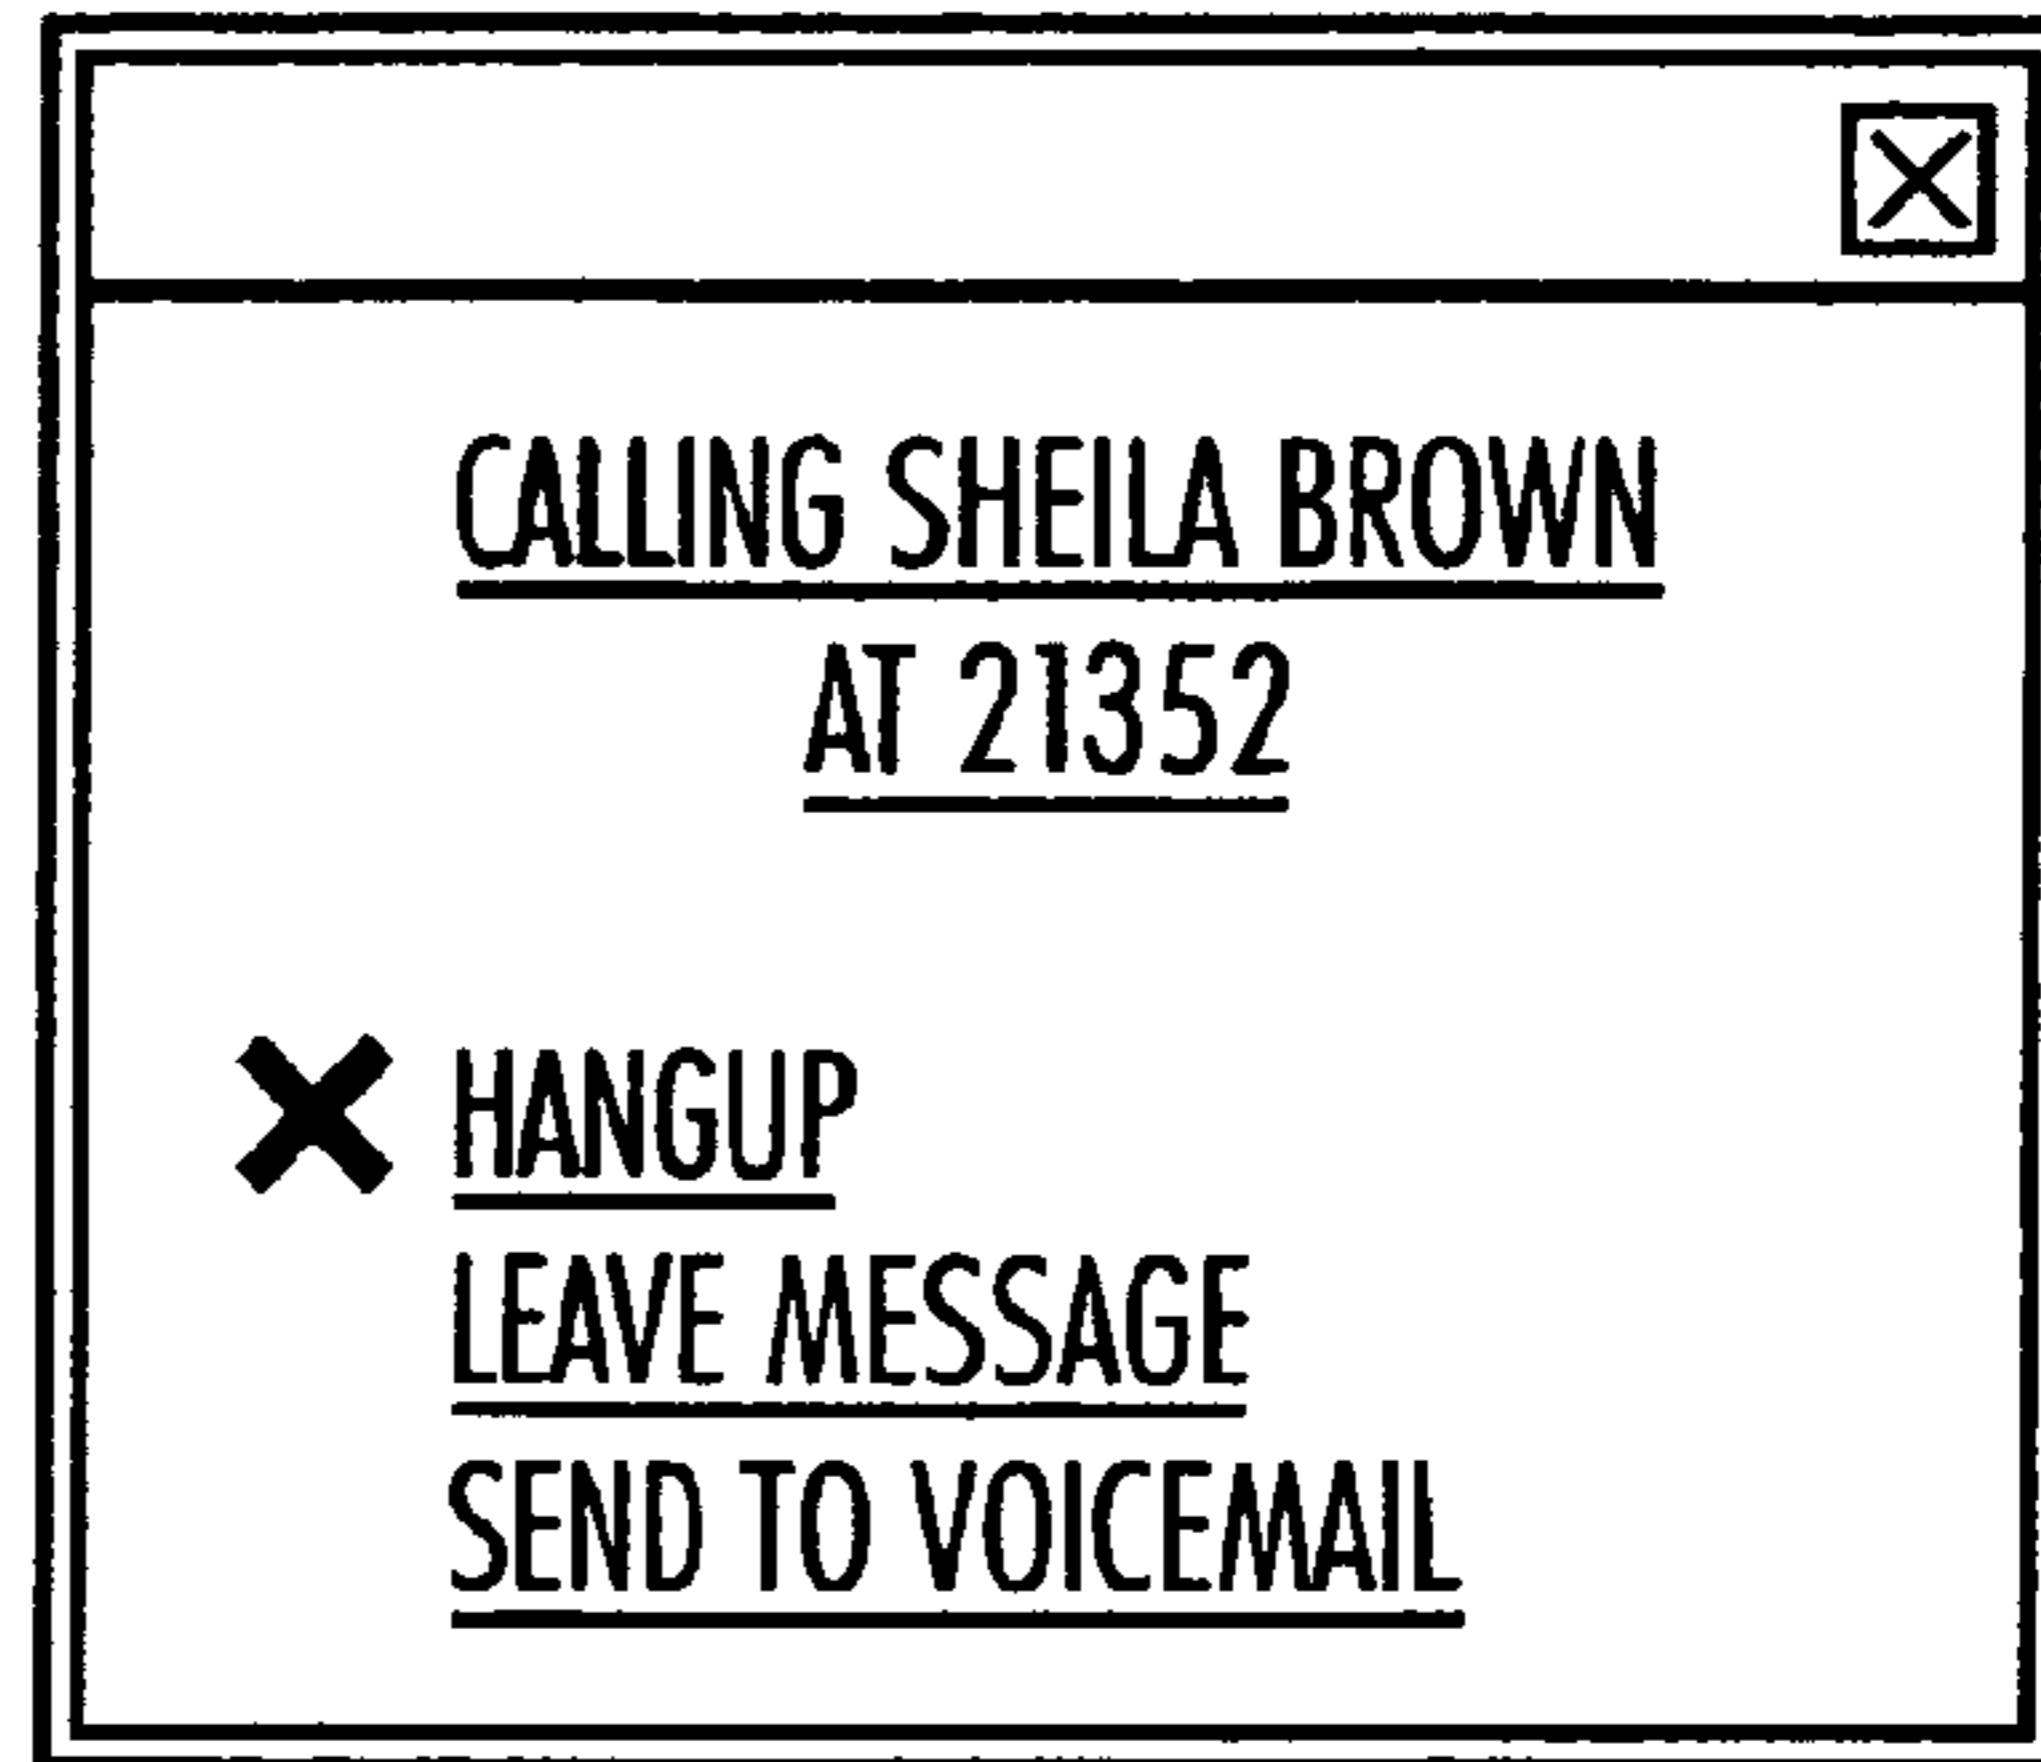 CALLING SHEILA BROWN
AT 21352
HANGUP
LEAVE MESSAGE
SEND TO VOICEMAIL